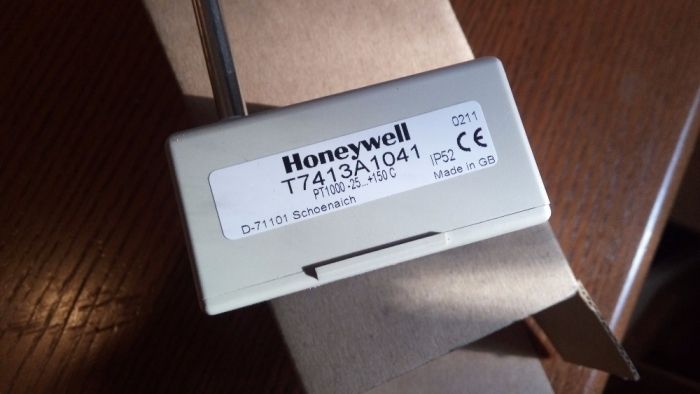 Honeywell 0211
T7413A1041 CE
PT1000 -25...+150 C IP52
D-71101 Schoenaich Made in GB